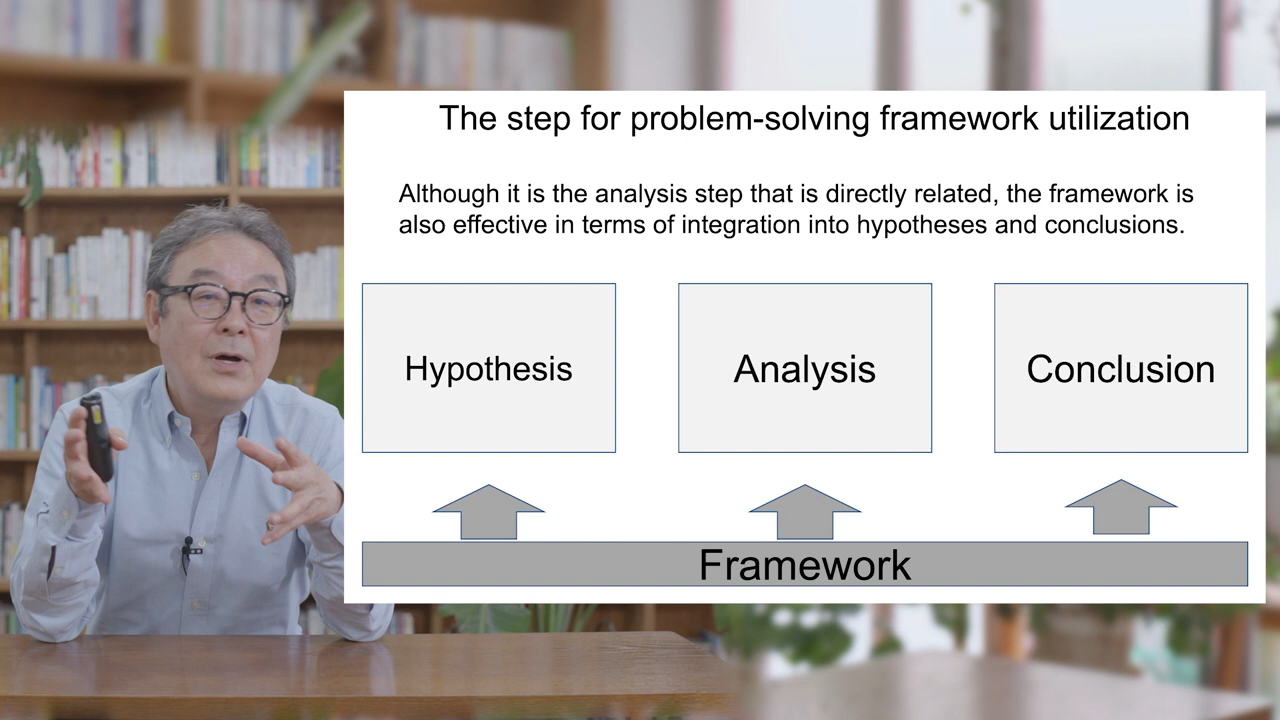 The step for problem-solving framework utilization
Although it is the analysis step that is directly related, the framework is
also effective in terms of integration into hypotheses and conclusions.
Hypothesis
Analysis
Conclusion
Framework